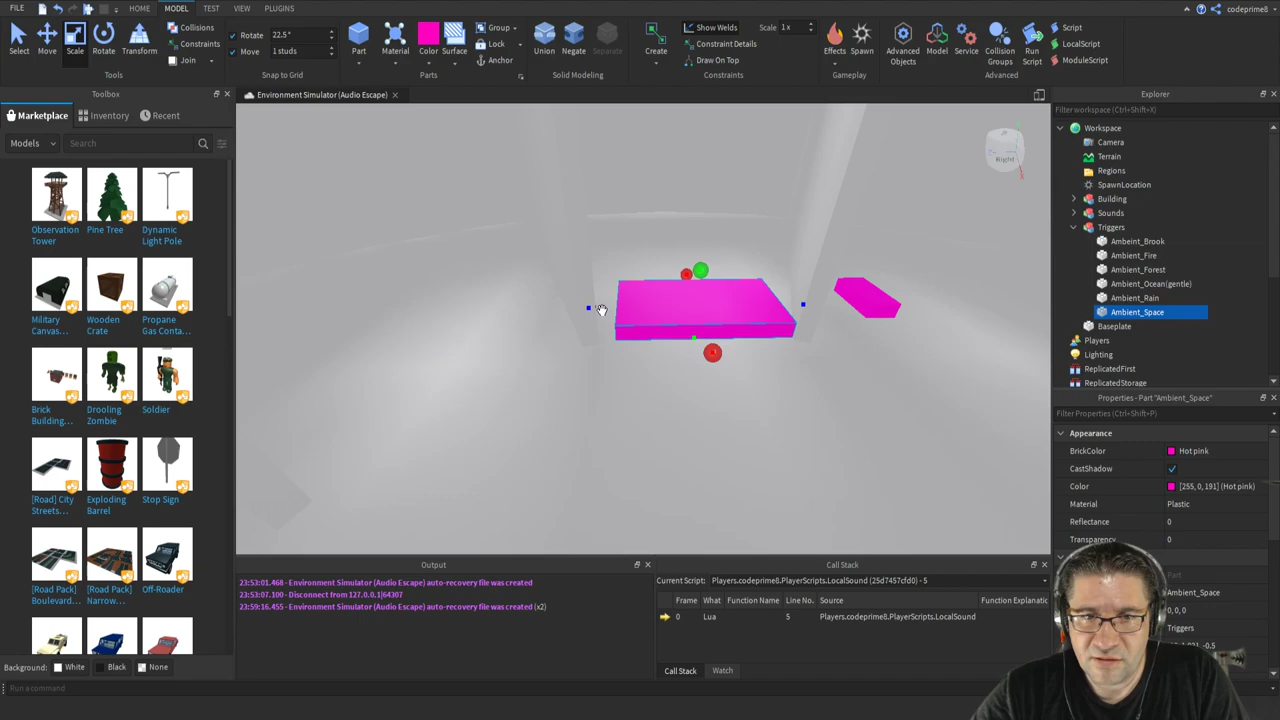 FILE HOME MODEL TEST VIEW PLUGINS codeprime8
Select Move Scale Rotate Transform
Collisions
Constraints
Join
Tools
Rotate 22.5°
Move 1 studs
Snap to Grid
Part Material Color Surface
Group
Lock
Anchor
Parts
Union Negate Separate
Solid Modeling
Create
Show Welds Scale 1x
Constraint Details
Draw On Top
Constraints
Effects Spawn
Gameplay
Advanced Objects Model Service Collision Groups Run Script
Script
LocalScript
ModuleScript
Advanced
Toolbox
Marketplace Inventory Recent
Models Search
Observation Tower
Pine Tree
Dynamic Light Pole
Military Canvas...
Wooden Crate
Propane Gas Conta...
Brick Building...
Drooling Zombie
Soldier
[Road] City Streets...
Exploding Barrel
Stop Sign
[Road Pack] Boulevard...
[Road Pack] Narrow...
Off-Roader
Background: White Black None
Run a command
Environment Simulator (Audio Escape)
Right
Output
23:53:01.468 - Environment Simulator (Audio Escape) auto-recovery file was created
23:53:07.100 - Disconnect from 127.0.0.1|64307
23:59:16.455 - Environment Simulator (Audio Escape) auto-recovery file was created (x2)
Call Stack
Current Script: Players.codeprime8.PlayerScripts.LocalSound (25d7457cfd0) - 5
Frame What Function Name Line No. Source Function Explanatic
0 Lua 5 Players.codeprime8.PlayerScripts.LocalSound
Call Stack Watch
Explorer
Filter workspace (Ctrl+Shift+X)
Workspace
Camera
Terrain
Regions
SpawnLocation
Building
Sounds
Triggers
Ambeint_Brook
Ambient_Fire
Ambient_Forest
Ambient_Ocean(gentle)
Ambient_Rain
Ambient_Space
Baseplate
Players
Lighting
ReplicatedFirst
ReplicatedStorage
Properties - Part "Ambient_Space"
Filter Properties (Ctrl+Shift+P)
Appearance
BrickColor Hot pink
CastShadow
Color [255, 0, 191] (Hot pink)
Material Plastic
Reflectance 0
Transparency 0
Part
Ambient_Space
0, 0, 0
Triggers